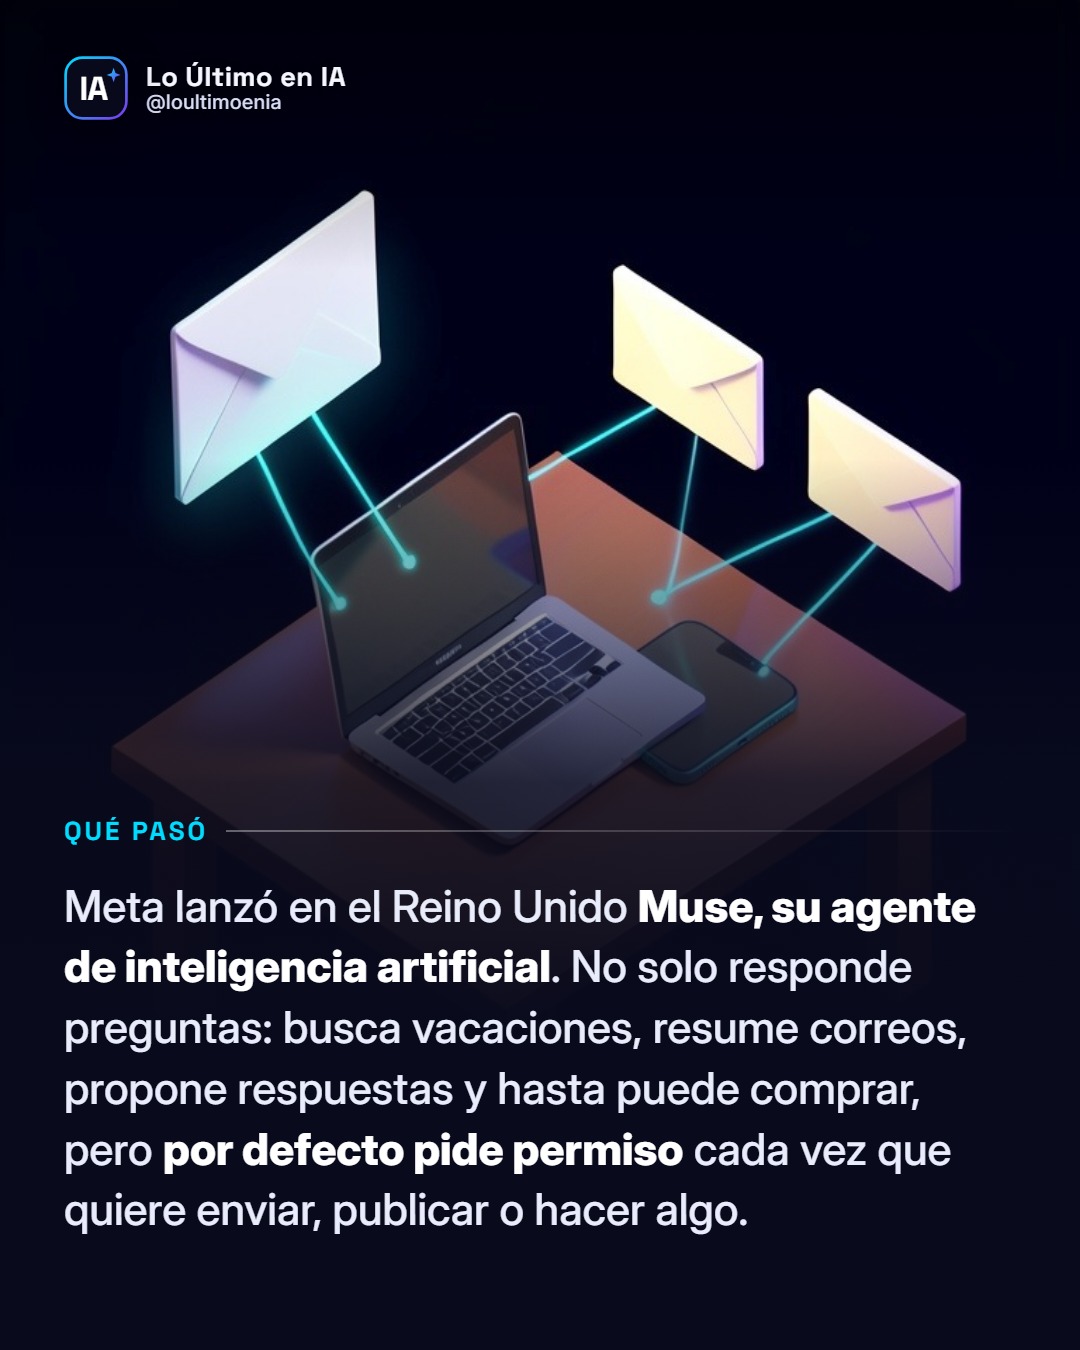 IA
Lo Último en IA
@loultimoenia
QUÉ PASÓ
Meta lanzó en el Reino Unido Muse, su agente
de inteligencia artificial. No solo responde
preguntas: busca vacaciones, resume correos,
propone respuestas y hasta puede comprar,
pero por defecto pide permiso cada vez que
quiere enviar, publicar o hacer algo.